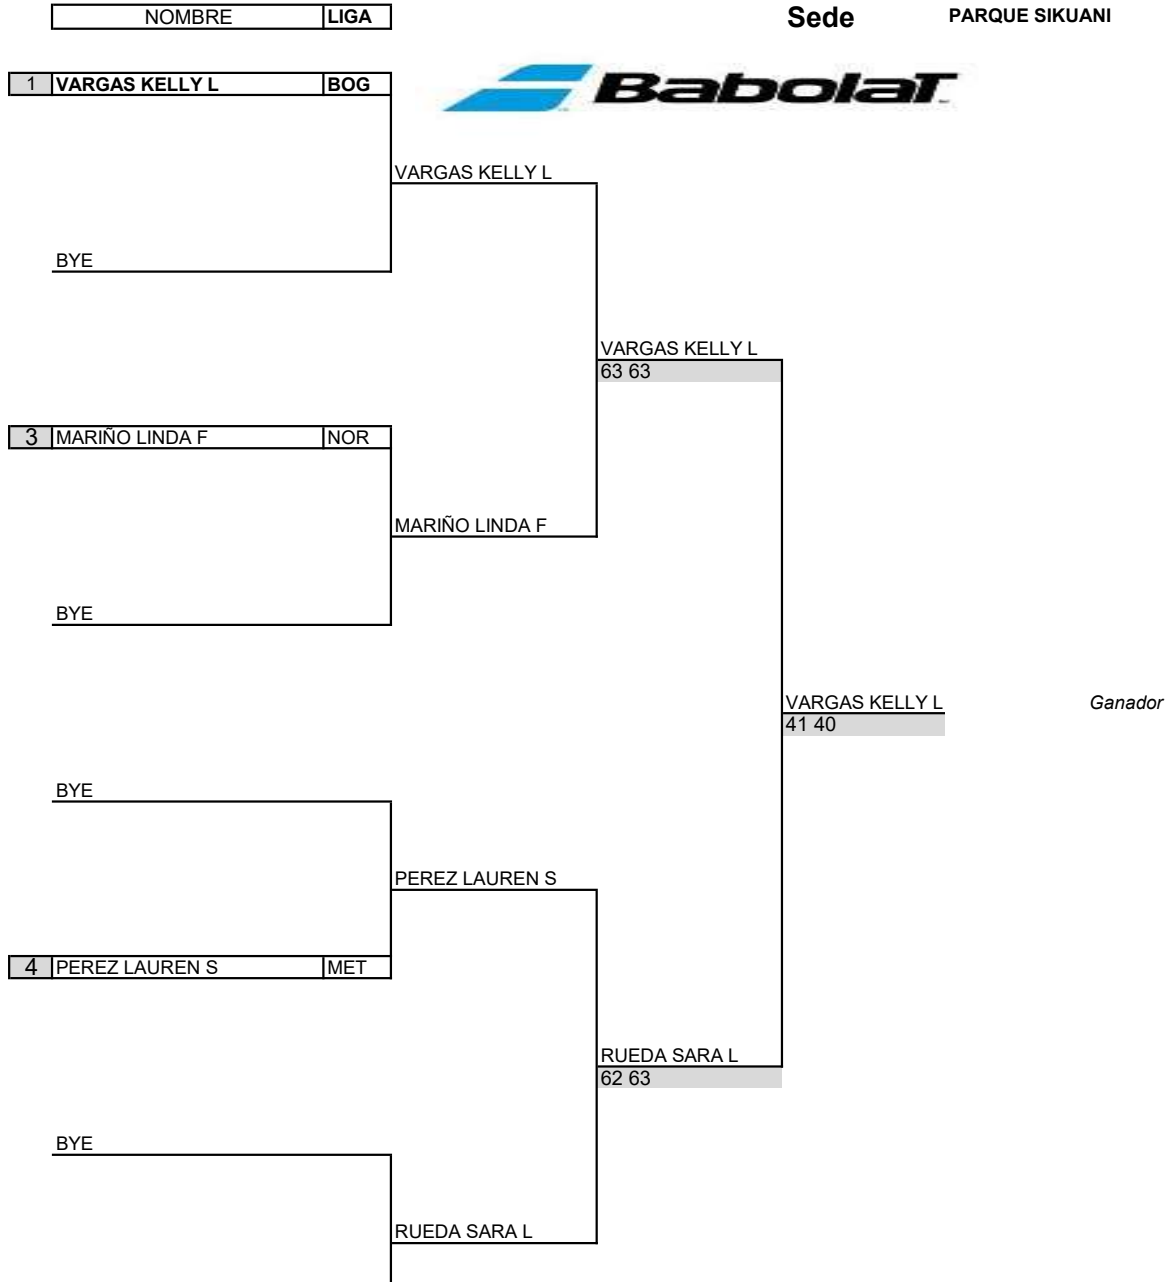 NOMBRE LIGA Sede PARQUE SIKUANI
1 VARGAS KELLY L BOG BabolaT
VARGAS KELLY L
BYE
VARGAS KELLY L
63 63
3 MARIÑO LINDA F NOR
MARIÑO LINDA F
BYE
VARGAS KELLY L Ganador
41 40
BYE
PEREZ LAUREN S
4 PEREZ LAUREN S MET
RUEDA SARA L
62 63
BYE
RUEDA SARA L